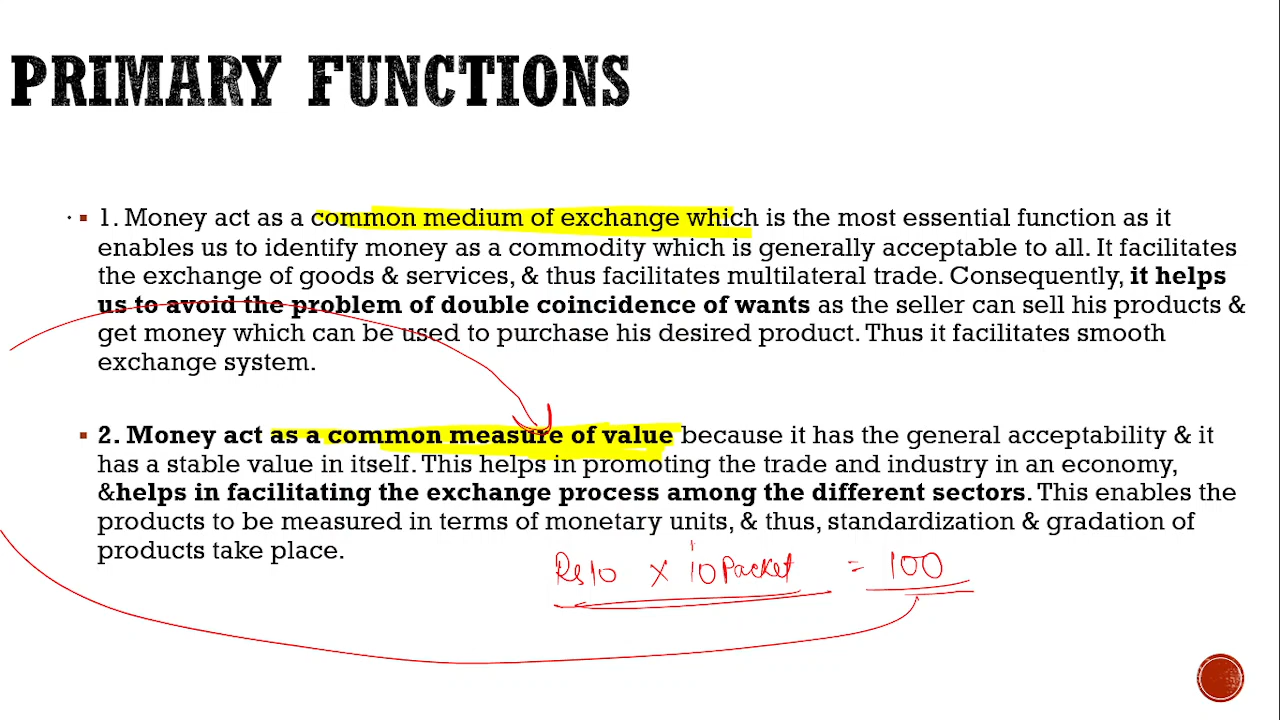 PRIMARY FUNCTIONS
1. Money act as a common medium of exchange which is the most essential function as it
enables us to identify money as a commodity which is generally acceptable to all. It facilitates
the exchange of goods & services, & thus facilitates multilateral trade. Consequently, it helps
us to avoid the problem of double coincidence of wants as the seller can sell his products &
get money which can be used to purchase his desired product. Thus it facilitates smooth
exchange system.
2. Money act as a common measure of value because it has the general acceptability & it
has a stable value in itself. This helps in promoting the trade and industry in an economy,
&helps in facilitating the exchange process among the different sectors. This enables the
products to be measured in terms of monetary units, & thus, standardization & gradation of
products take place.
Rs10 x 10 Packet = 100